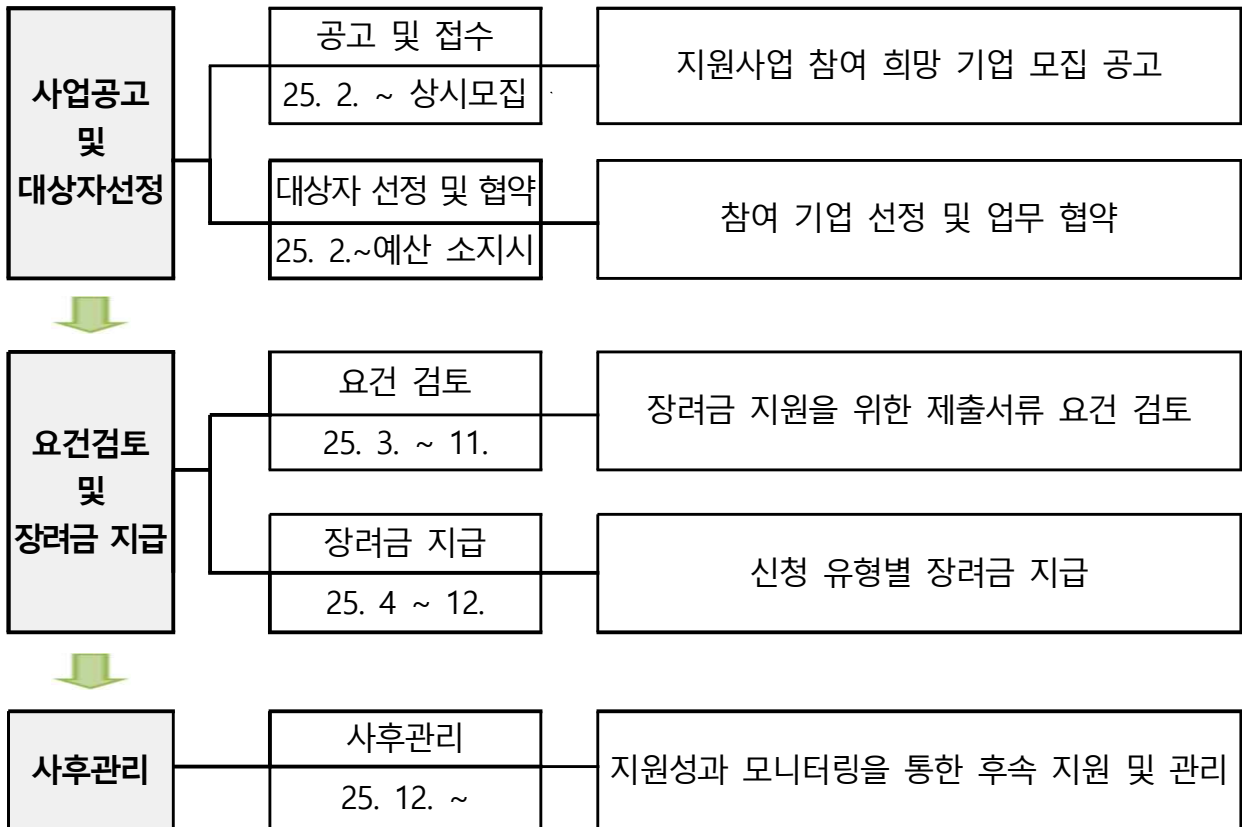 사업공고
및
대상자선정
공고 및 접수
25. 2. ~ 상시모집
지원사업 참여 희망 기업 모집 공고
대상자 선정 및 협약
25. 2.~예산 소지시
참여 기업 선정 및 업무 협약
요건검토
및
장려금 지급
요건 검토
25. 3. ~ 11.
장려금 지원을 위한 제출서류 요건 검토
장려금 지급
25. 4 ~ 12.
신청 유형별 장려금 지급
사후관리
사후관리
25. 12. ~
지원성과 모니터링을 통한 후속 지원 및 관리